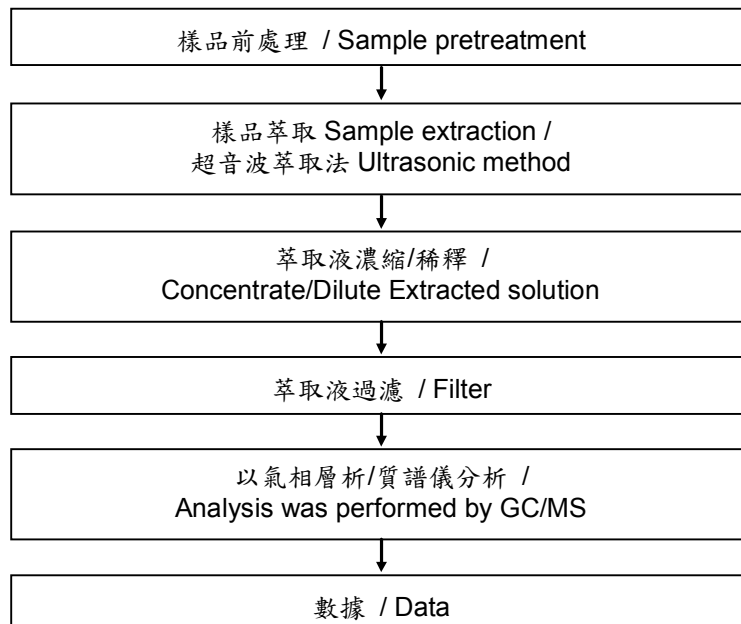 樣品前處理 / Sample pretreatment
樣品萃取 Sample extraction /
超音波萃取法 Ultrasonic method
萃取液濃縮/稀釋 /
Concentrate/Dilute Extracted solution
萃取液過濾 / Filter
以氣相層析/質譜儀分析 /
Analysis was performed by GC/MS
數據 / Data